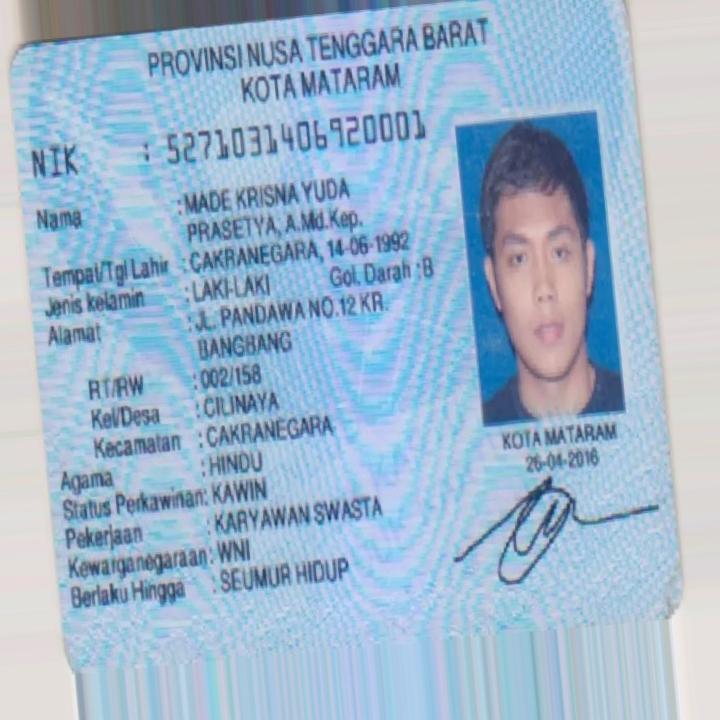 PROVINSI NUSA TENGGARA BARAT
KOTA MATARAM
NIK : 5271031406920001
Nama : MADE KRISNA YUDA
PRASETYA, A.Md.Kep.
Tempat/Tgl Lahir : CAKRANEGARA, 14-06-1992
Jenis kelamin : LAKI-LAKI Gol. Darah : B
Alamat : JL. PANDAWA NO.12 KR.
BANGBANG
RT/RW : 002/158
Kel/Desa : CILINAYA
Kecamatan : CAKRANEGARA
Agama : HINDU
Status Perkawinan: KAWIN
Pekerjaan : KARYAWAN SWASTA
Kewarganegaraan: WNI
Berlaku Hingga : SEUMUR HIDUP
KOTA MATARAM
26-04-2016